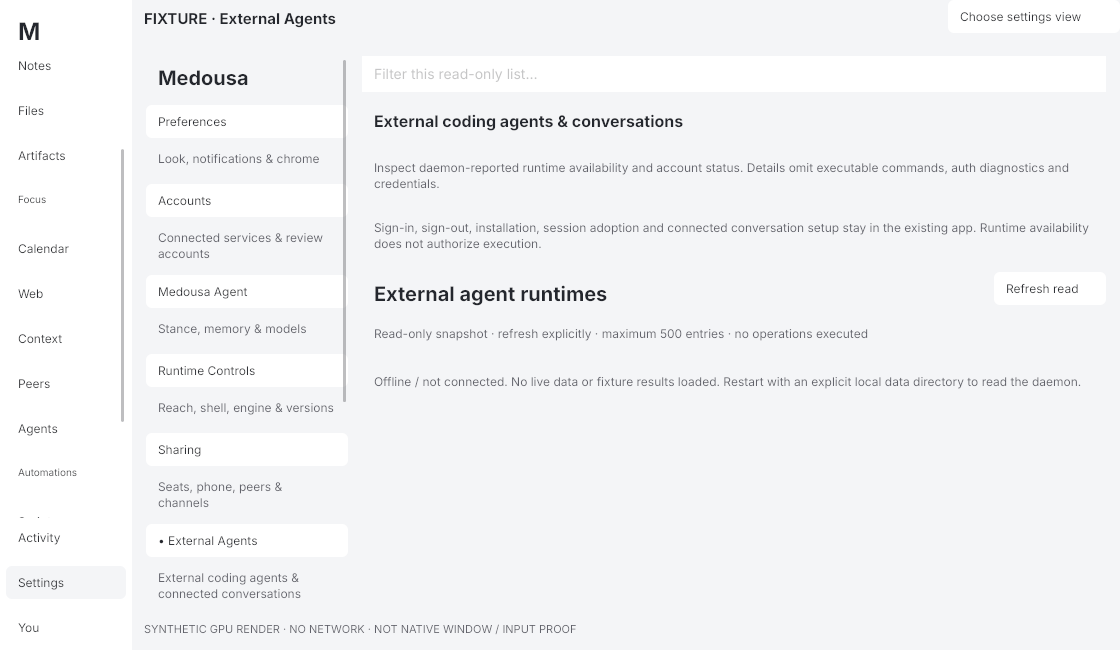 M
Notes
Files
Artifacts
Focus
Calendar
Web
Context
Peers
Agents
Automations
Activity
Settings
You
FIXTURE · External Agents
Choose settings view
Medousa
Preferences
Look, notifications & chrome
Accounts
Connected services & review
accounts
Medousa Agent
Stance, memory & models
Runtime Controls
Reach, shell, engine & versions
Sharing
Seats, phone, peers &
channels
• External Agents
External coding agents &
connected conversations
Filter this read-only list...
External coding agents & conversations
Inspect daemon-reported runtime availability and account status. Details omit executable commands, auth diagnostics and
credentials.
Sign-in, sign-out, installation, session adoption and connected conversation setup stay in the existing app. Runtime availability
does not authorize execution.
External agent runtimes
Refresh read
Read-only snapshot · refresh explicitly · maximum 500 entries · no operations executed
Offline / not connected. No live data or fixture results loaded. Restart with an explicit local data directory to read the daemon.
SYNTHETIC GPU RENDER · NO NETWORK · NOT NATIVE WINDOW / INPUT PROOF